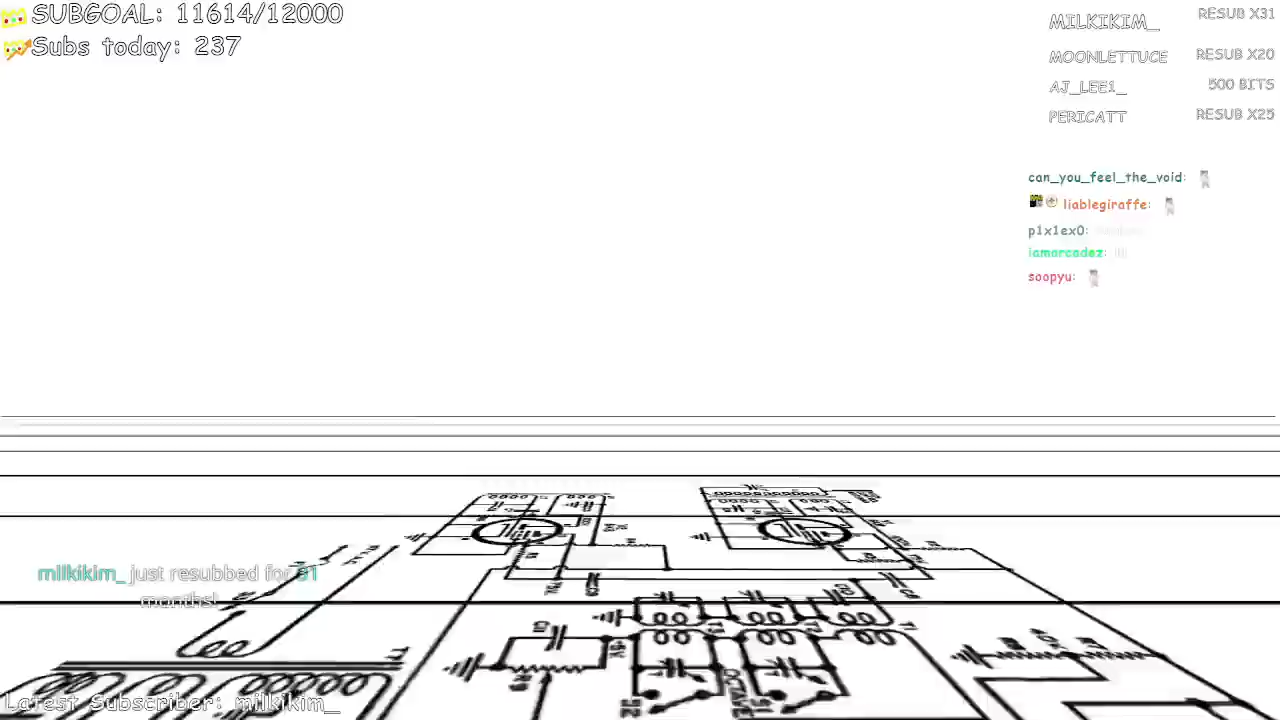 SUBGOAL: 11614/12000
Subs today: 237
MILKIKIM_ RESUB X31
MOONLETTUCE RESUB X20
AJ_LEE1_ 500 BITS
PERICATT RESUB X25
can_you_feel_the_void:
liablegiraffe:
p1x1ex0:
iamarcadez:
soopyu:
milkikim_ just resubbed for 31
months!
Latest Subscriber: milkikim_